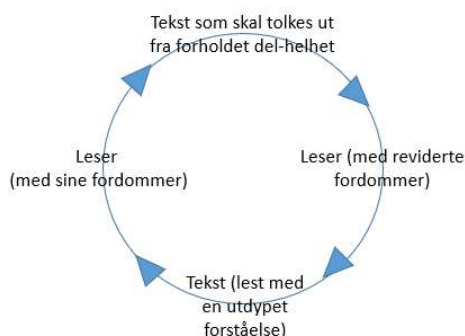 Tekst som skal tolkes ut
fra forholdet del-helhet
Leser
(med sine fordommer)
Leser (med reviderte
fordommer)
Tekst (lest med
en utdypet
forståelse)